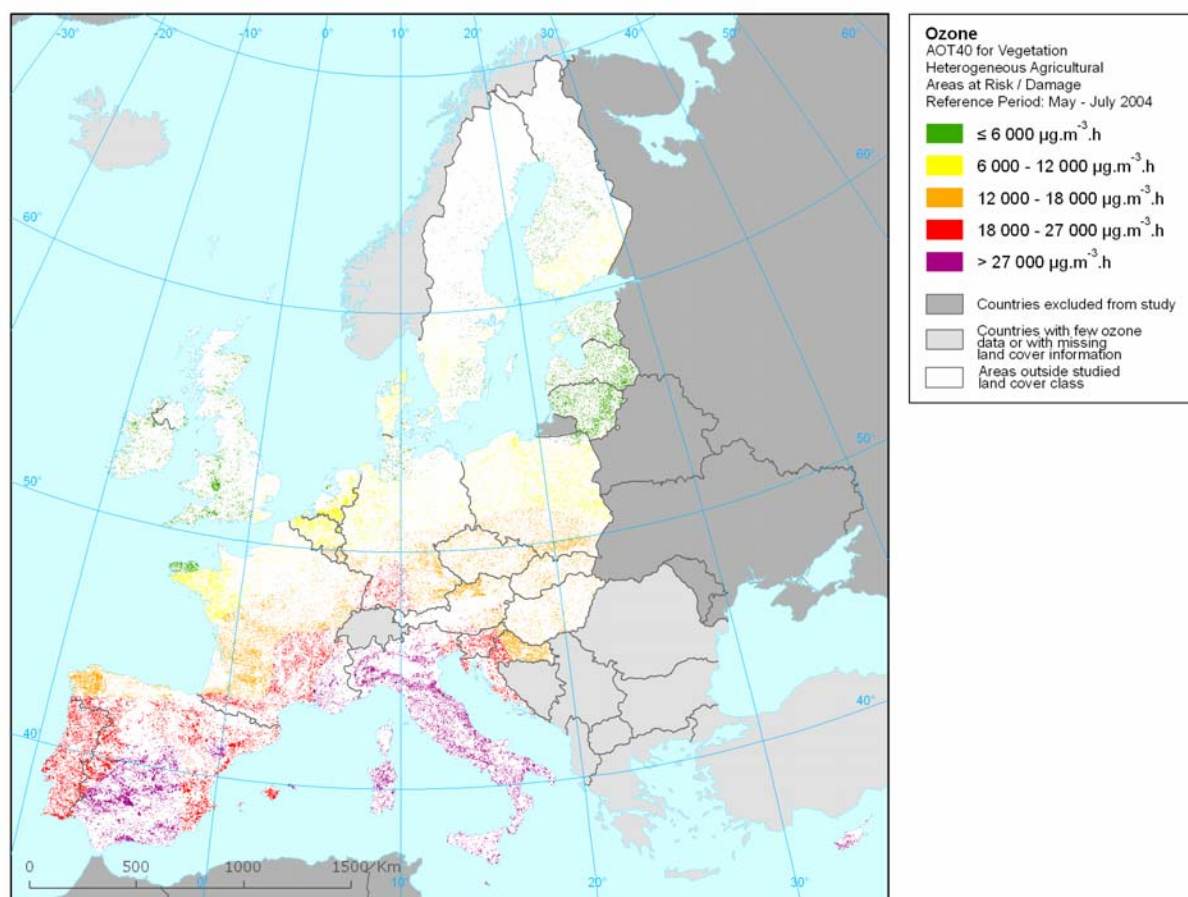 -30°
-20°
-10°
0°
10°
20°
30°
40°
50°
60°
60°
60°
50°
50°
40°
40°
0
500
1000
1500 Km
0°
10°
20°
30°
Ozone
AOT40 for Vegetation
Heterogeneous Agricultural
Areas at Risk / Damage
Reference Period: May - July 2004
≤ 6 000 µg.m⁻³.h
6 000 - 12 000 µg.m⁻³.h
12 000 - 18 000 µg.m⁻³.h
18 000 - 27 000 µg.m⁻³.h
> 27 000 µg.m⁻³.h
Countries excluded from study
Countries with few ozone
data or with missing
land cover information
Areas outside studied
land cover class